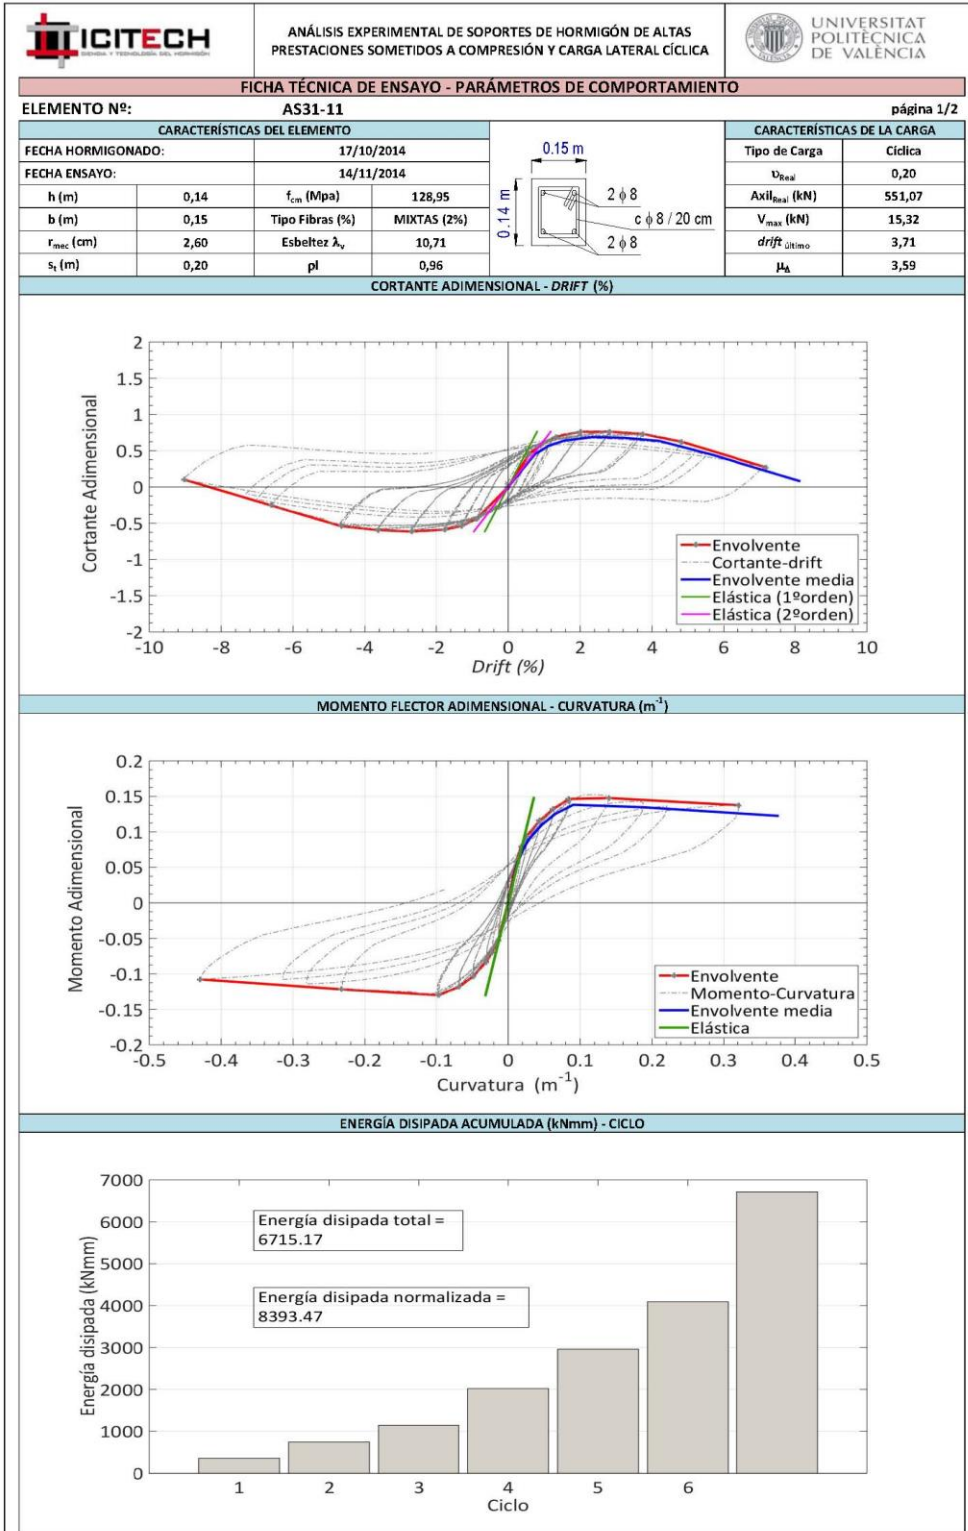 ICITECH
CIENCIA Y TECNOLOGÍA DEL HORMIGÓN
ANÁLISIS EXPERIMENTAL DE SOPORTES DE HORMIGÓN DE ALTAS
PRESTACIONES SOMETIDOS A COMPRESIÓN Y CARGA LATERAL CÍCLICA
UNIVERSITAT
POLITÈCNICA
DE VALÈNCIA
FICHA TÉCNICA DE ENSAYO - PARÁMETROS DE COMPORTAMIENTO
ELEMENTO Nº: AS31-11 página 1/2
CARACTERÍSTICAS DEL ELEMENTO
FECHA HORMIGONADO: 17/10/2014
FECHA ENSAYO: 14/11/2014
h (m) 0,14 fcm (Mpa) 128,95
b (m) 0,15 Tipo Fibras (%) MIXTAS (2%)
rmec (cm) 2,60 Esbeltez λv 10,71
st (m) 0,20 ρl 0,96
0.15 m
0.14 m
2 ϕ 8
c ϕ 8 / 20 cm
2 ϕ 8
CARACTERÍSTICAS DE LA CARGA
Tipo de Carga Cíclica
υReal 0,20
AxilReal (kN) 551,07
Vmax (kN) 15,32
drift último 3,71
μΔ 3,59
CORTANTE ADIMENSIONAL - DRIFT (%)
Cortante Adimensional
2
1.5
1
0.5
0
-0.5
-1
-1.5
-2
-10 -8 -6 -4 -2 0 2 4 6 8 10
Drift (%)
Envolvente
Cortante-drift
Envolvente media
Elástica (1ºorden)
Elástica (2ºorden)
MOMENTO FLECTOR ADIMENSIONAL - CURVATURA (m-1)
Momento Adimensional
0.2
0.15
0.1
0.05
0
-0.05
-0.1
-0.15
-0.2
-0.5 -0.4 -0.3 -0.2 -0.1 0 0.1 0.2 0.3 0.4 0.5
Curvatura (m-1)
Envolvente
Momento-Curvatura
Envolvente media
Elástica
ENERGÍA DISIPADA ACUMULADA (kNmm) - CICLO
Energía disipada (kNmm)
7000
6000
5000
4000
3000
2000
1000
0
Energía disipada total =
6715.17
Energía disipada normalizada =
8393.47
1 2 3 4 5 6
Ciclo